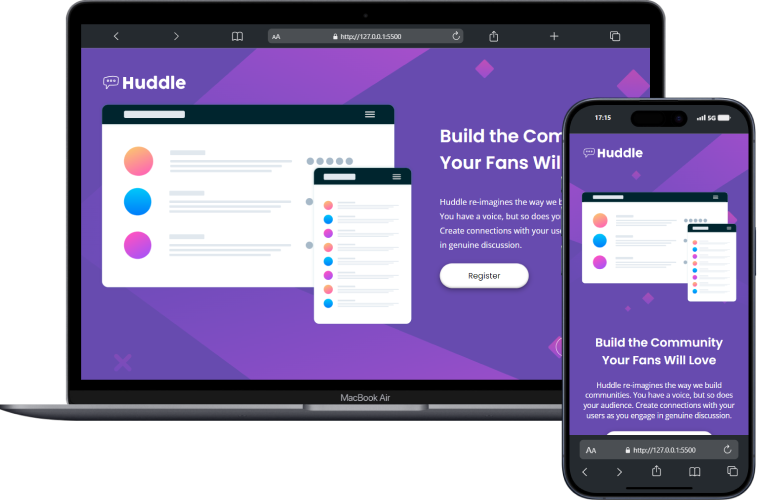 AA http://127.0.0.1:5500
Huddle
Build the Com
Your Fans Wil
Huddle re-imagines the way we b
You have a voice, but so does yo
Create connections with your use
in genuine discussion.
Register
MacBook Air
17:15 5G
Huddle
Build the Community
Your Fans Will Love
Huddle re-imagines the way we build
communities. You have a voice, but so does
your audience. Create connections with your
users as you engage in genuine discussion.
AA http://127.0.0.1:5500